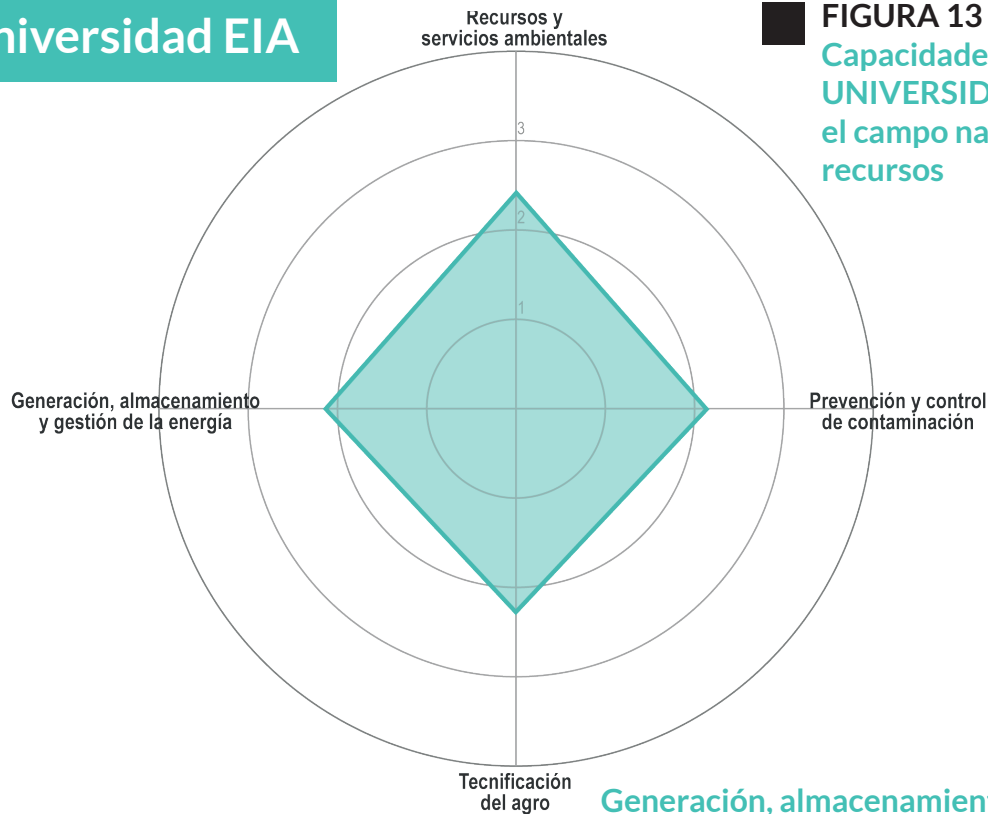 niversidad EIA
FIGURA 13
Capacidade
UNIVERSID
el campo na
recursos
Recursos y
servicios ambientales
3
2
1
Generación, almacenamiento
y gestión de la energía
Prevención y control
de contaminación
Tecnificación
del agro
Generación, almacenamien